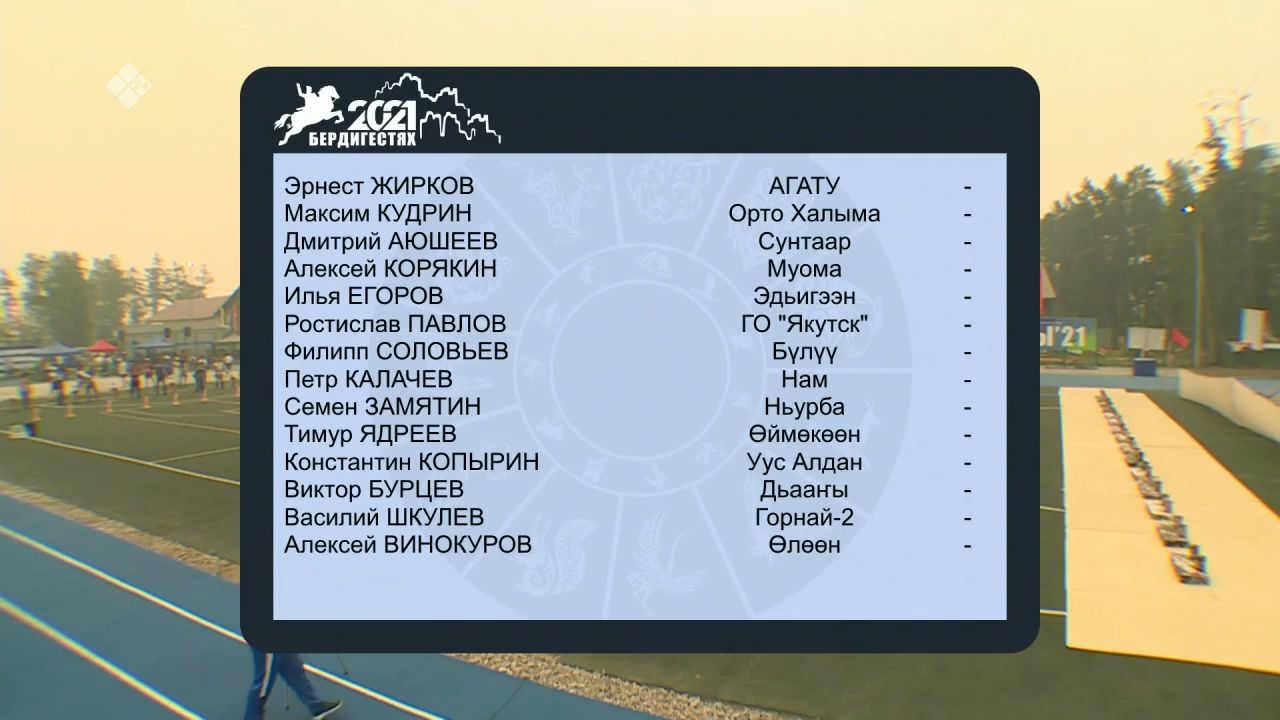 2021
БЕРДИГЕСТЯХ
Эрнест ЖИРКОВ АГАТУ -
Максим КУДРИН Орто Халыма -
Дмитрий АЮШЕЕВ Сунтаар -
Алексей КОРЯКИН Муома -
Илья ЕГОРОВ Эдьигээн -
Ростислав ПАВЛОВ ГО "Якутск" -
Филипп СОЛОВЬЕВ Бүлүү -
Петр КАЛАЧЕВ Нам -
Семен ЗАМЯТИН Ньурба -
Тимур ЯДРЕЕВ Өймөкөөн -
Константин КОПЫРИН Уус Алдан -
Виктор БУРЦЕВ Дьааҥы -
Василий ШКУЛЕВ Горнай-2 -
Алексей ВИНОКУРОВ Өлөөн -
Ы'21